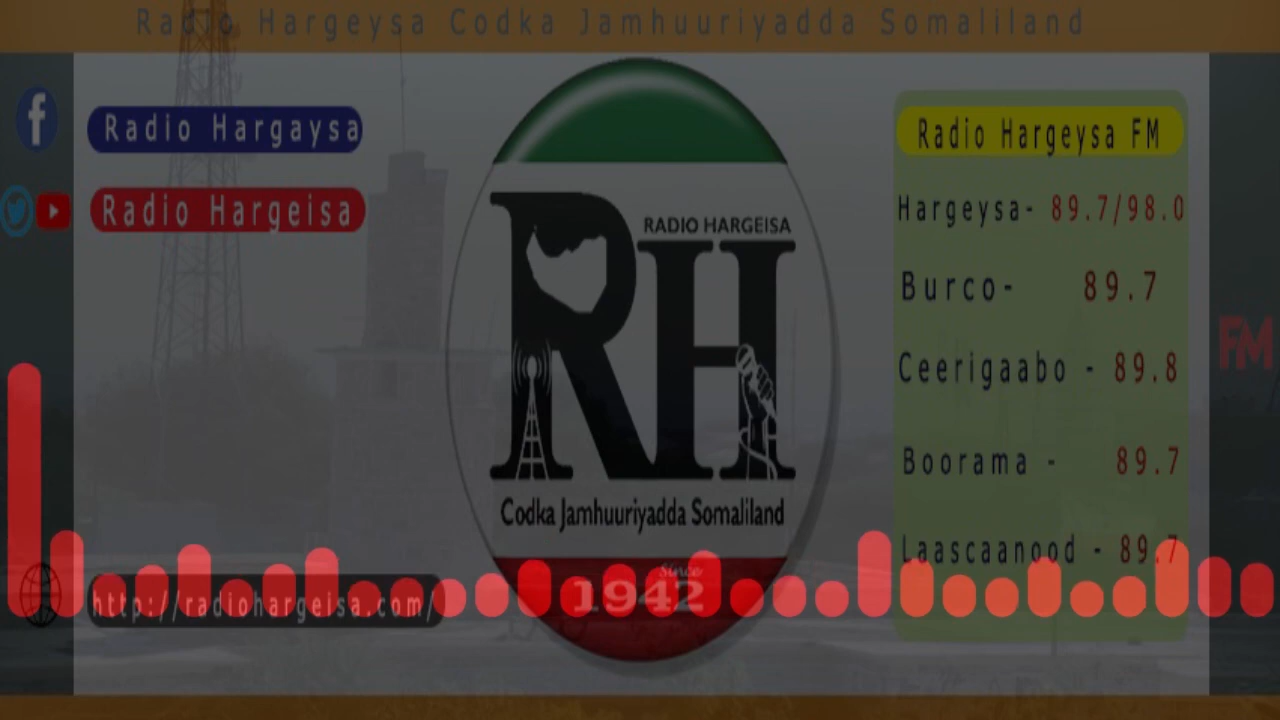 Radio Hargeysa Codka Jamhuuriyadda Somaliland
Radio Hargaysa
Radio Hargeisa
http://radiohargeisa.com/
RADIO HARGEISA
RH
Codka Jamhuuriyadda Somaliland
Since
1942
Radio Hargeysa FM
Hargeysa- 89.7/98.0
Burco- 89.7
Ceerigaabo - 89.8
Boorama - 89.7
Laascaanood - 89.7
FM